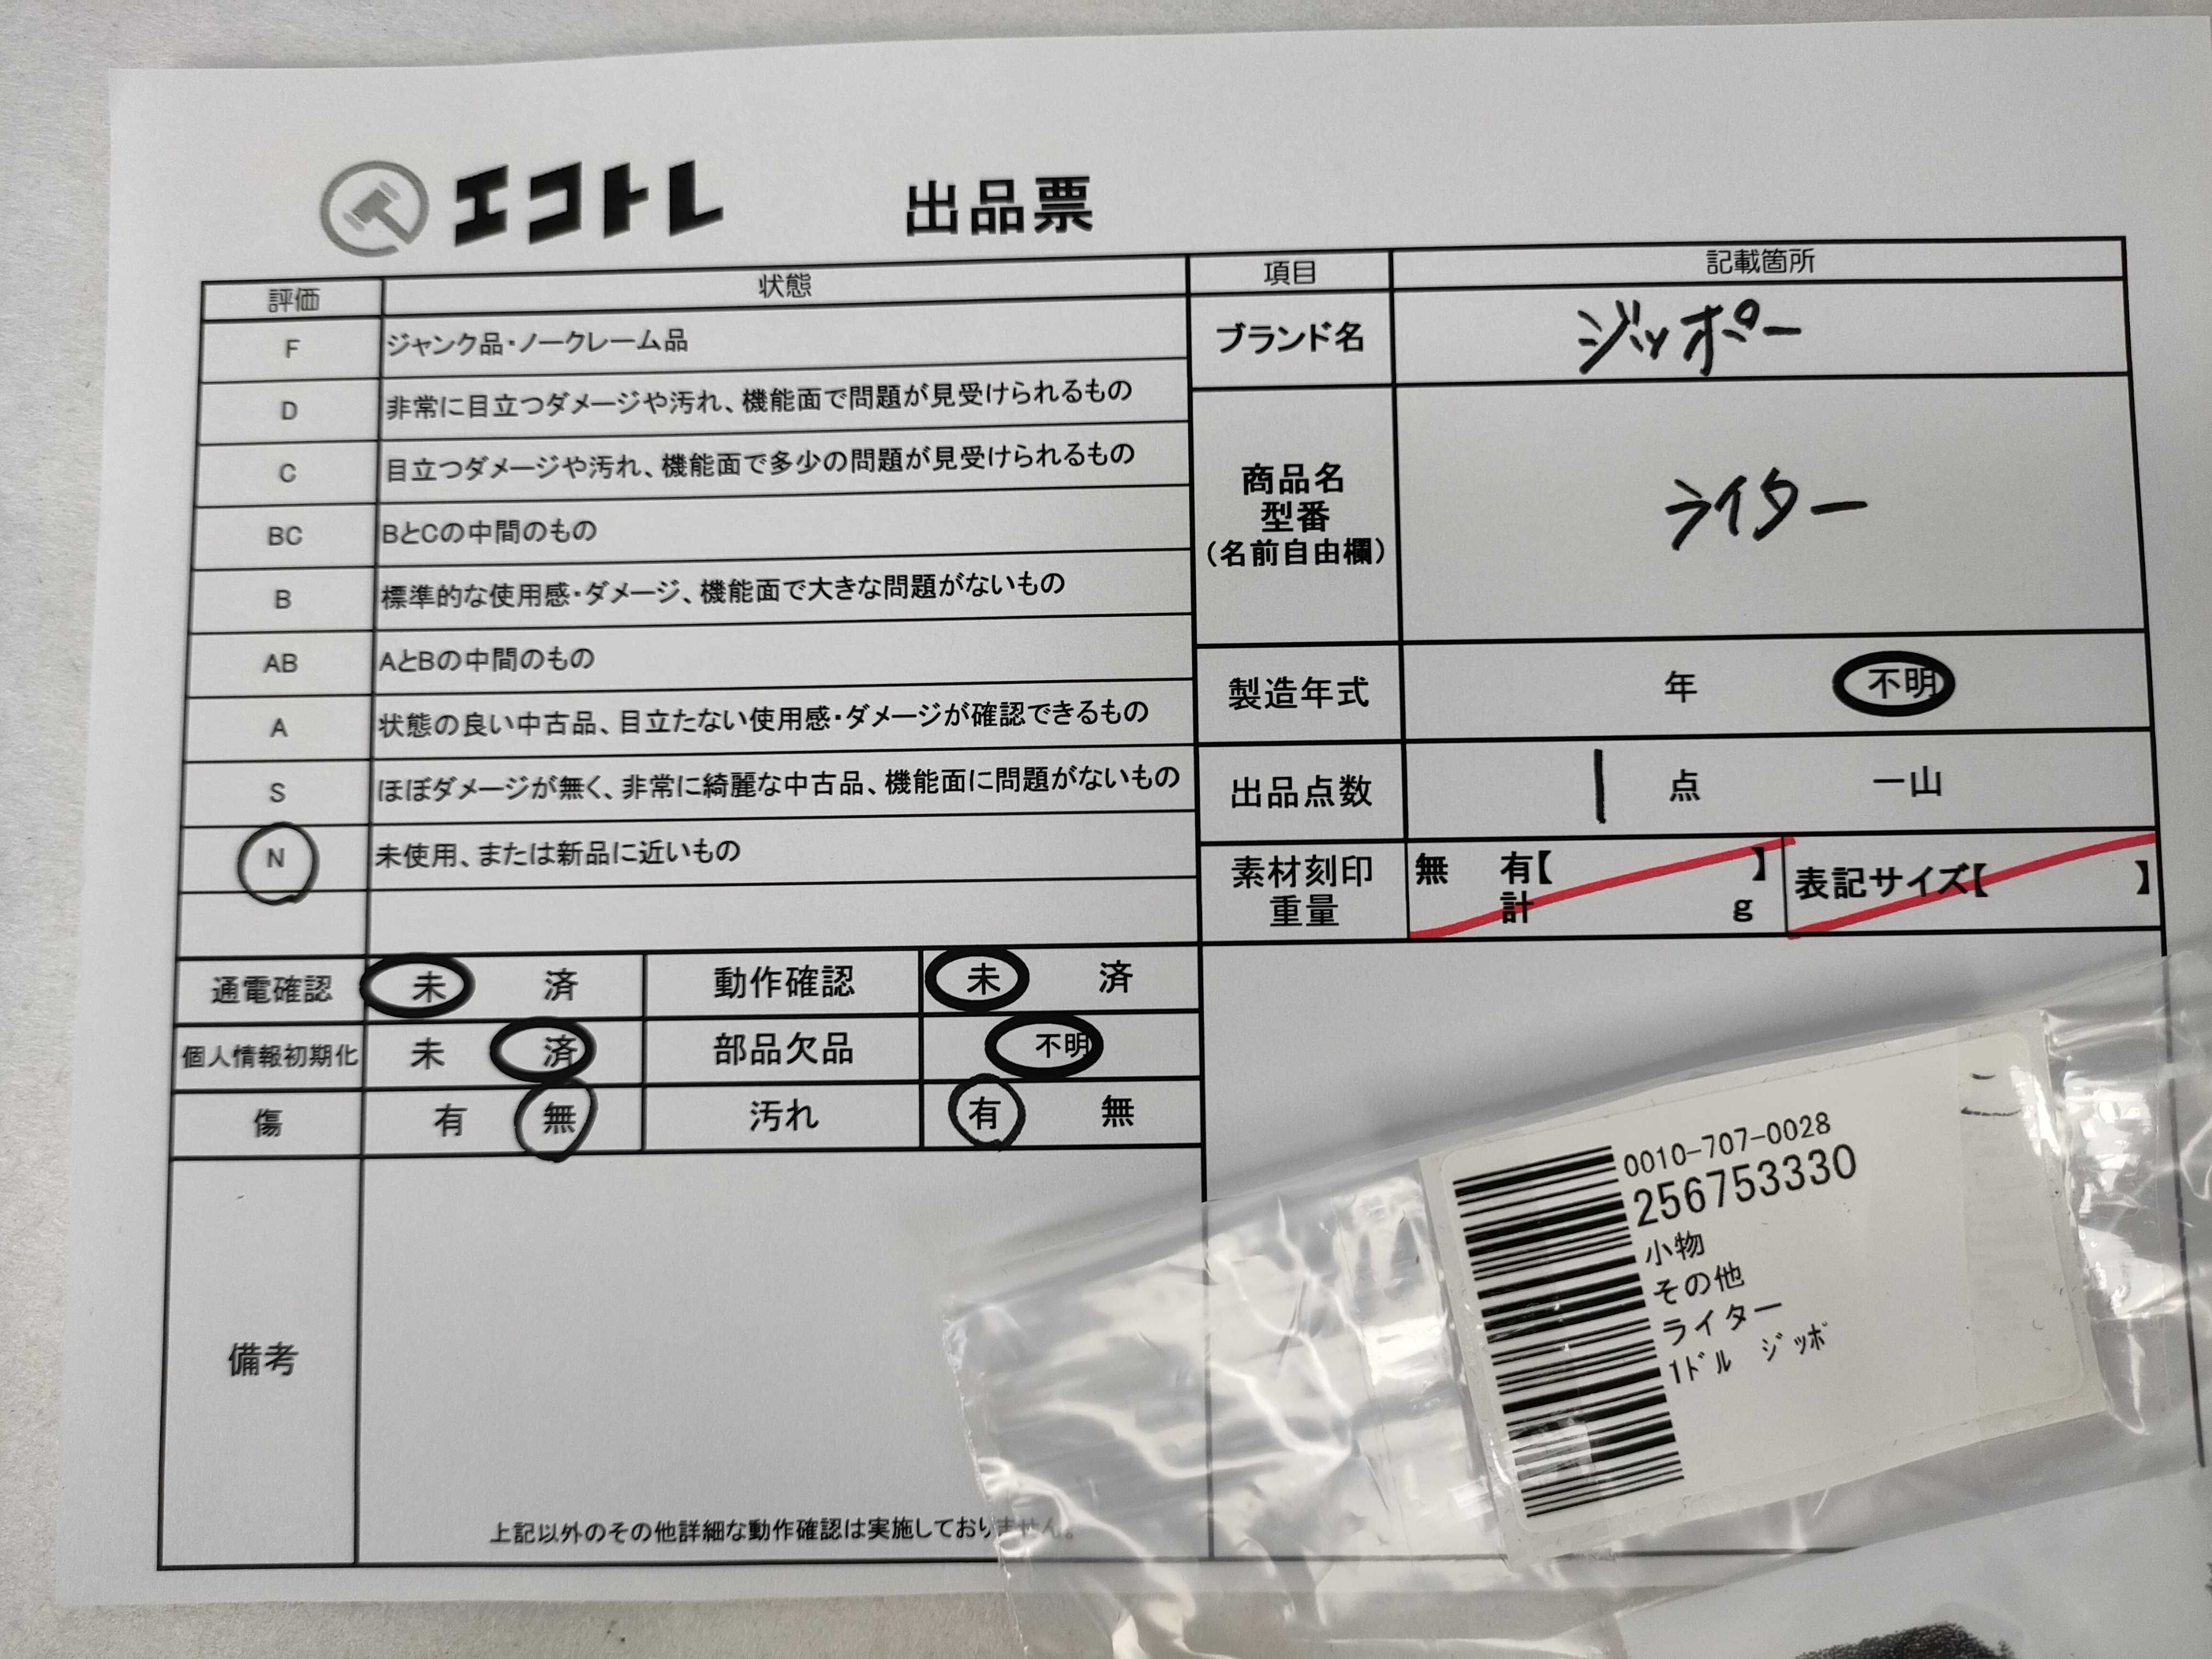 エコトレ 出品票
評価 状態
F ジャンク品・ノークレーム品
D 非常に目立つダメージや汚れ、機能面で問題が見受けられるもの
C 目立つダメージや汚れ、機能面で多少の問題が見受けられるもの
BC BとCの中間のもの
B 標準的な使用感・ダメージ、機能面で大きな問題がないもの
AB AとBの中間のもの
A 状態の良い中古品、目立たない使用感・ダメージが確認できるもの
S ほぼダメージが無く、非常に綺麗な中古品、機能面に問題がないもの
N 未使用、または新品に近いもの
項目 記載箇所
ブランド名 ジッポー
商品名
型番
(名前自由欄)
ライター
製造年式 年 不明
出品点数 1 点 一山
素材刻印
重量
無 有【 】
計 g
表記サイズ【 】
通電確認 未 済 動作確認 未 済
個人情報初期化 未 済 部品欠品 不明
傷 有 無 汚れ 有 無
備考
上記以外のその他詳細な動作確認は実施しておりません。
0010-707-0028
256753330
小物
その他
ライター
1ﾄﾞﾙ ｼﾞｯﾎﾟ